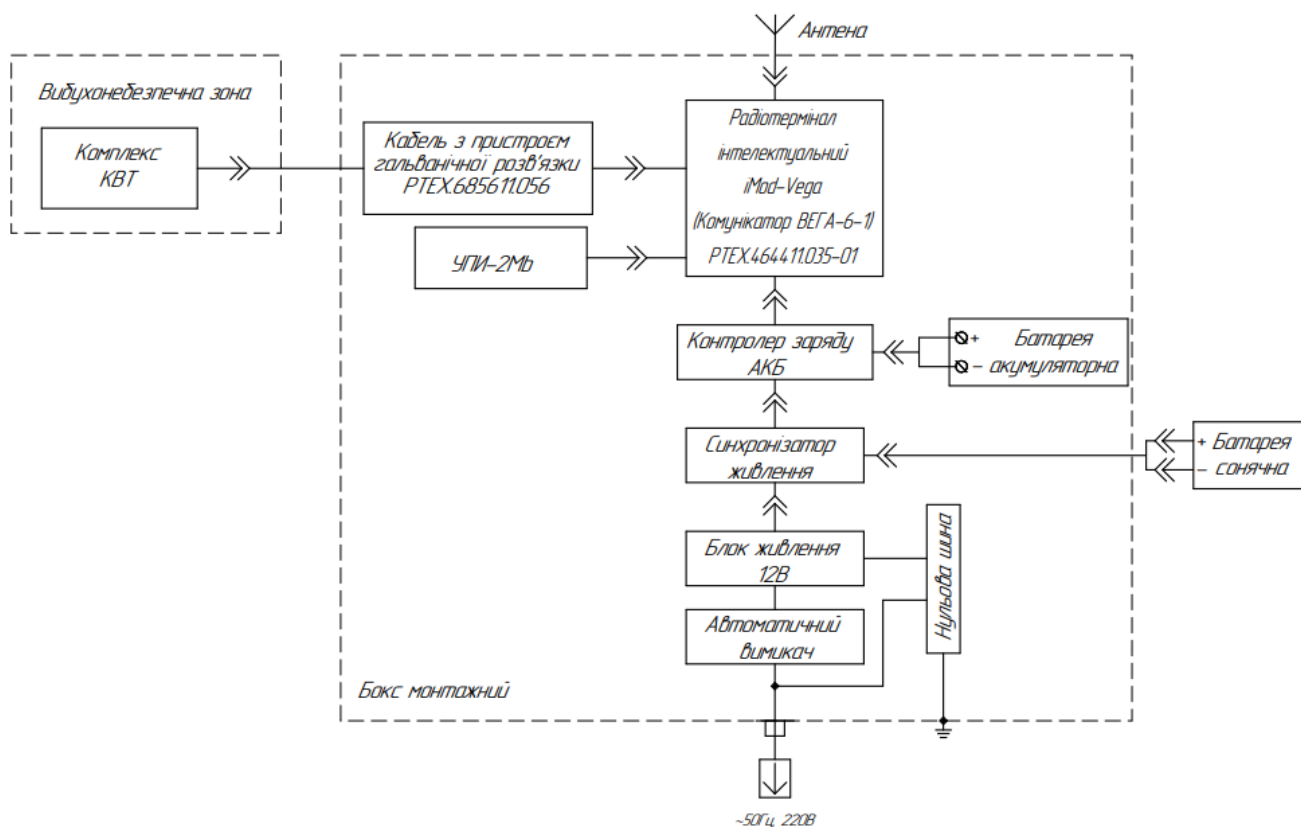 Антена
Вибухонебезпечна зона
Комплекс
КВТ
Кабель з пристроєм
гальванічної розв'язки
РТЕХ.685611.056
УПИ-2Mb
Радіотермінал
інтелектуальний
iMod-Vega
(Комунікатор ВЕГА-6-1)
РТЕХ.464411.035-01
Контролер заряду
АКБ
+ Батарея
- акумуляторна
Синхронізатор
живлення
+ Батарея
- сонячна
Блок живлення
12В
Нульова шина
Автоматичний
вимикач
Бокс монтажний
~50Гц, 220В